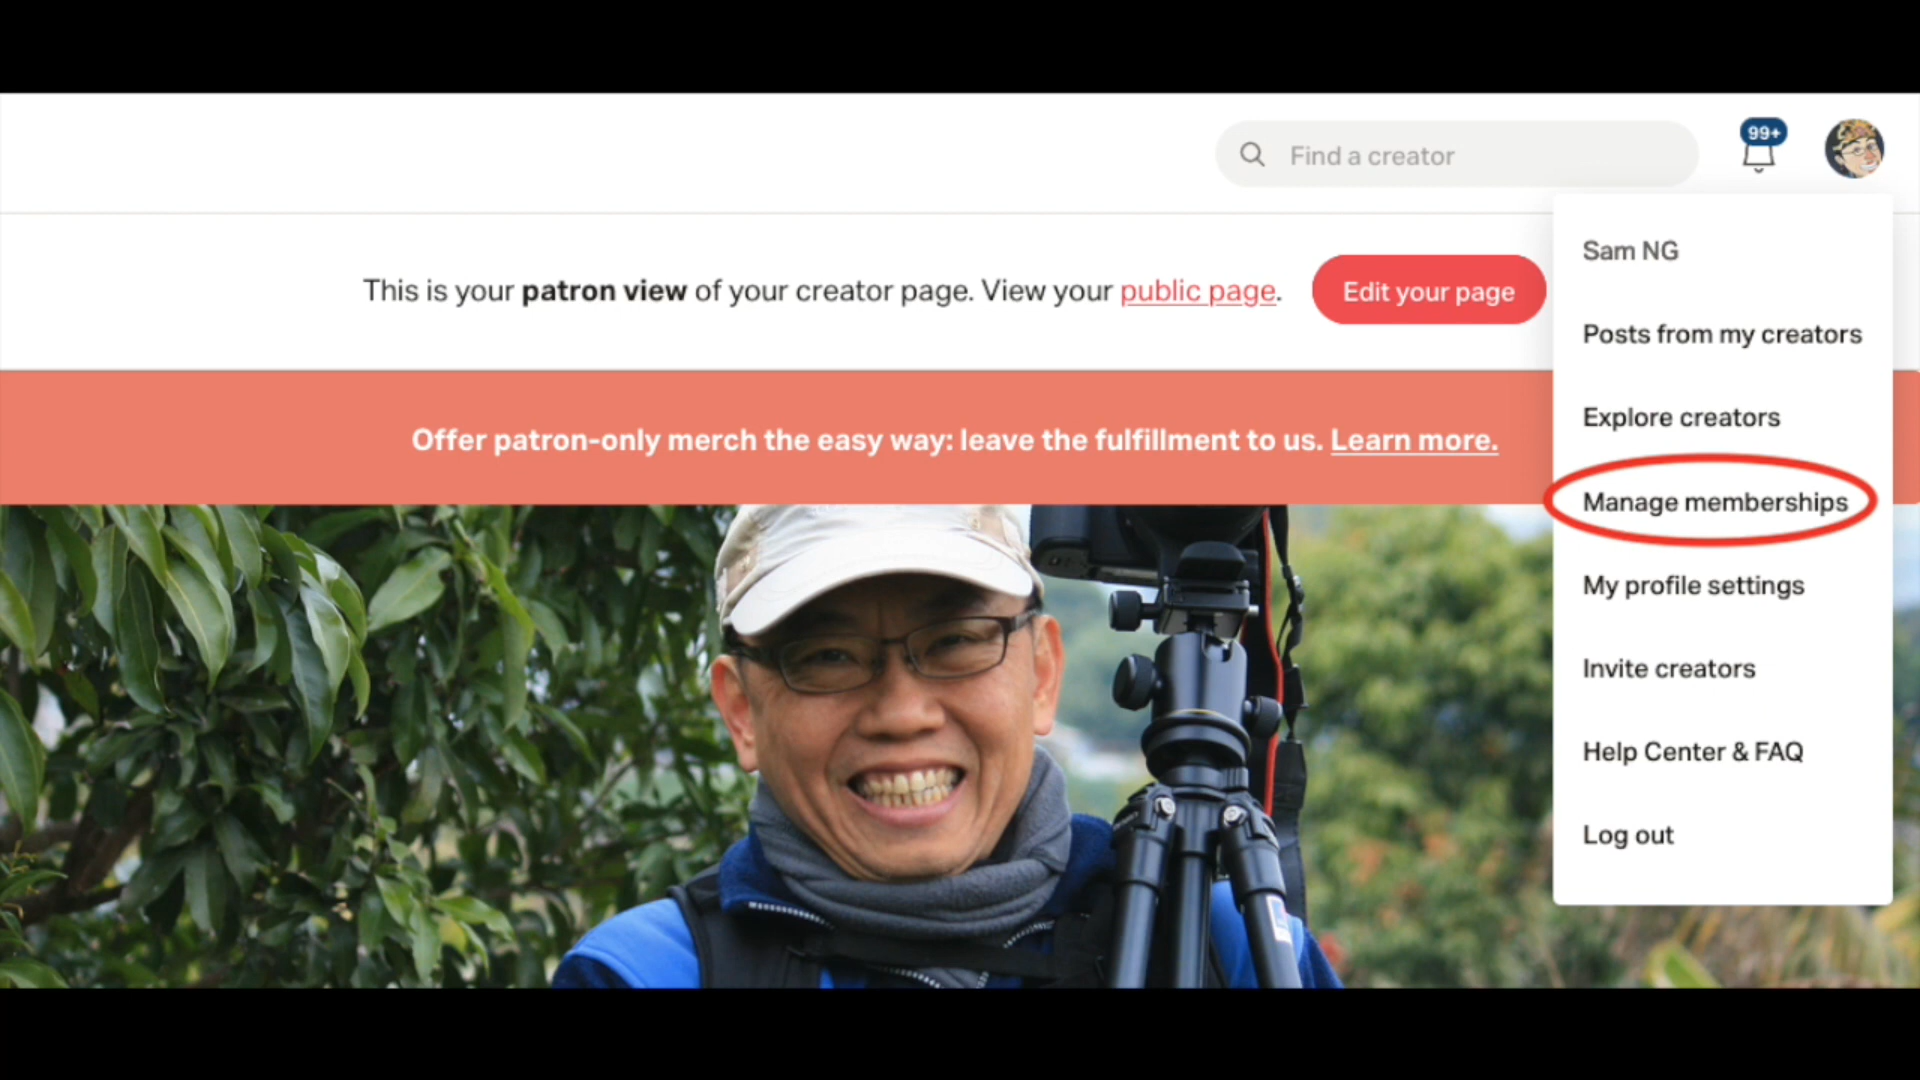 Find a creator
99+
Sam NG
This is your patron view of your creator page. View your public page.
Edit your page
Posts from my creators
Explore creators
Offer patron-only merch the easy way: leave the fulfillment to us. Learn more.
Manage memberships
My profile settings
Invite creators
Help Center & FAQ
Log out